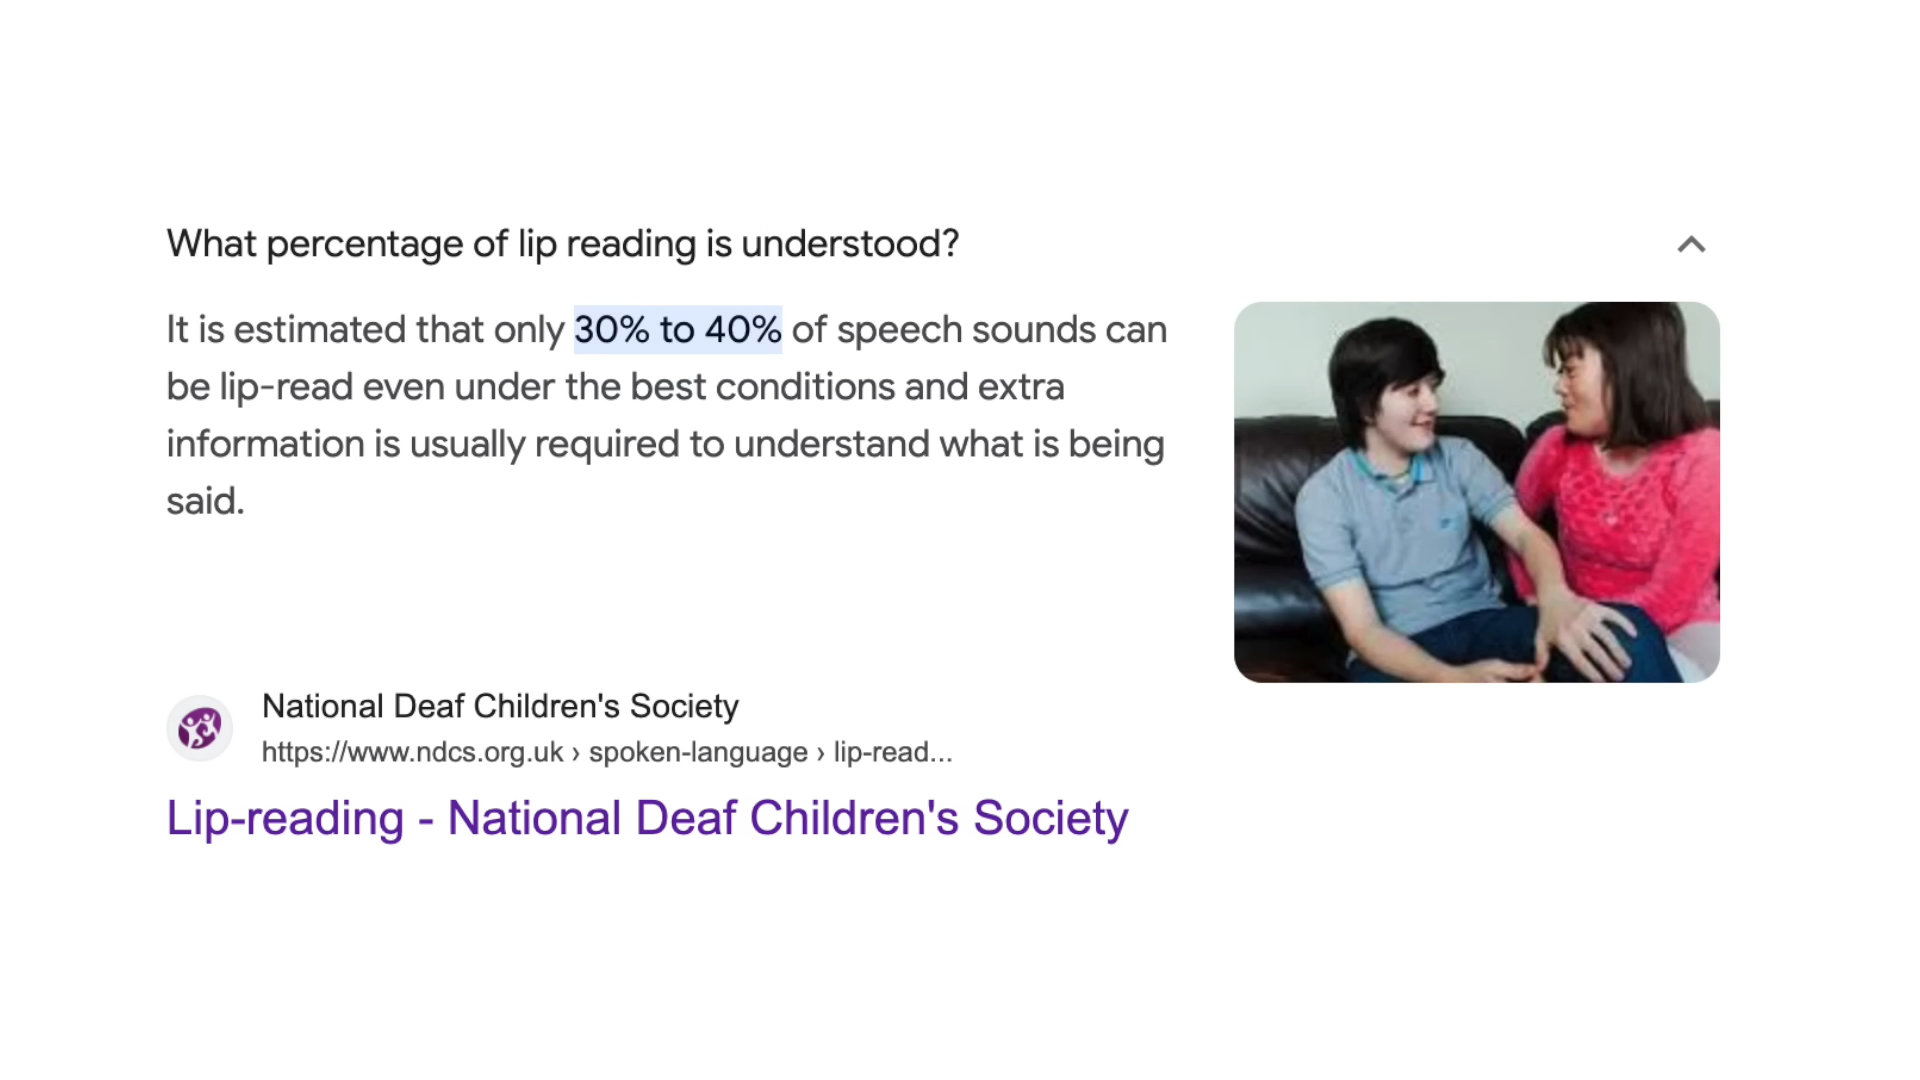 What percentage of lip reading is understood?
It is estimated that only 30% to 40% of speech sounds can
be lip-read even under the best conditions and extra
information is usually required to understand what is being
said.
National Deaf Children's Society
https://www.ndcs.org.uk › spoken-language › lip-read...
Lip-reading - National Deaf Children's Society